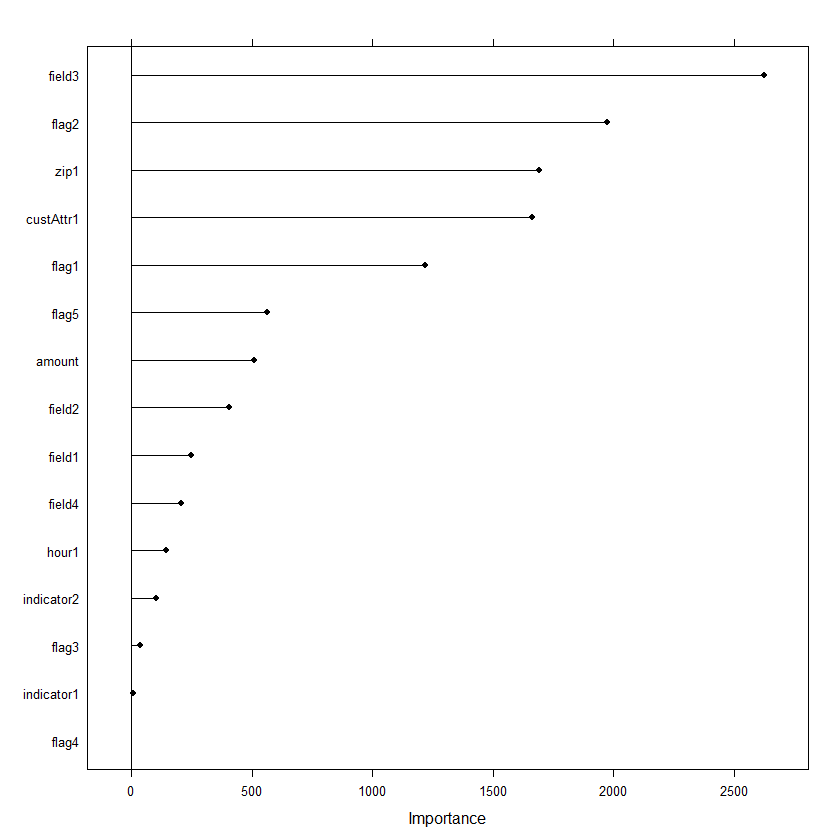 field3
flag2
zip1
custAttr1
flag1
flag5
amount
field2
field1
field4
hour1
indicator2
flag3
indicator1
flag4
0 500 1000 1500 2000 2500
Importance